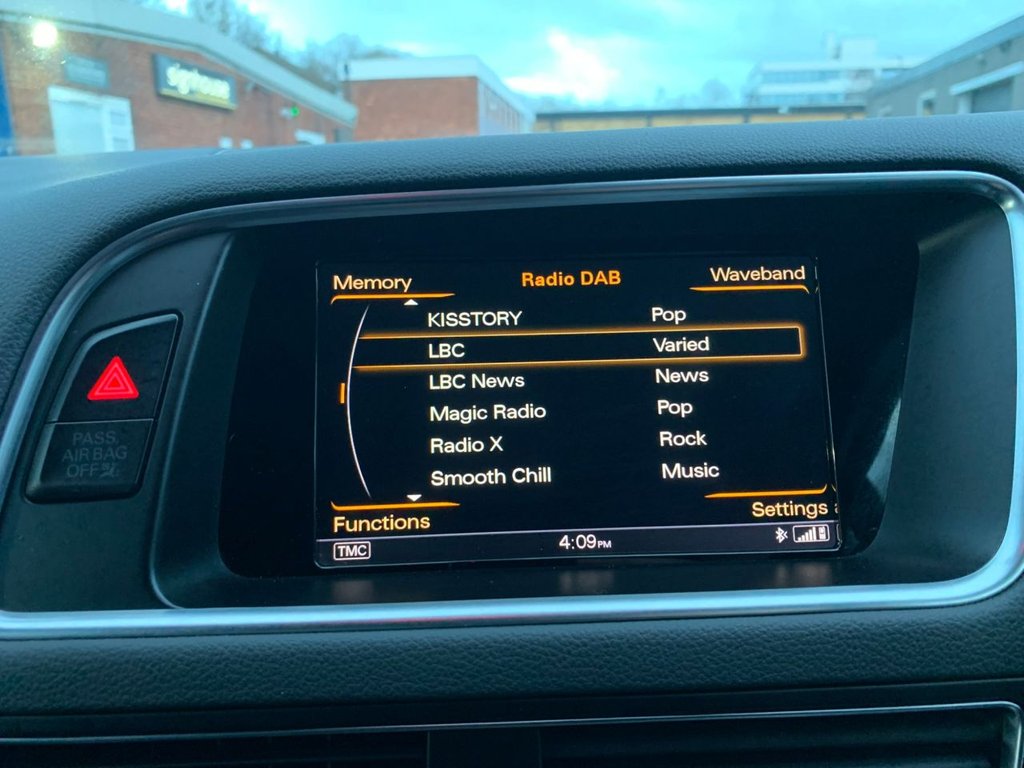 Memory Radio DAB Waveband
KISSTORY Pop
LBC Varied
LBC News News
Magic Radio Pop
Radio X Rock
Smooth Chill Music
Functions Settings
TMC 4:09PM
PASS.
AIR BAG
OFF